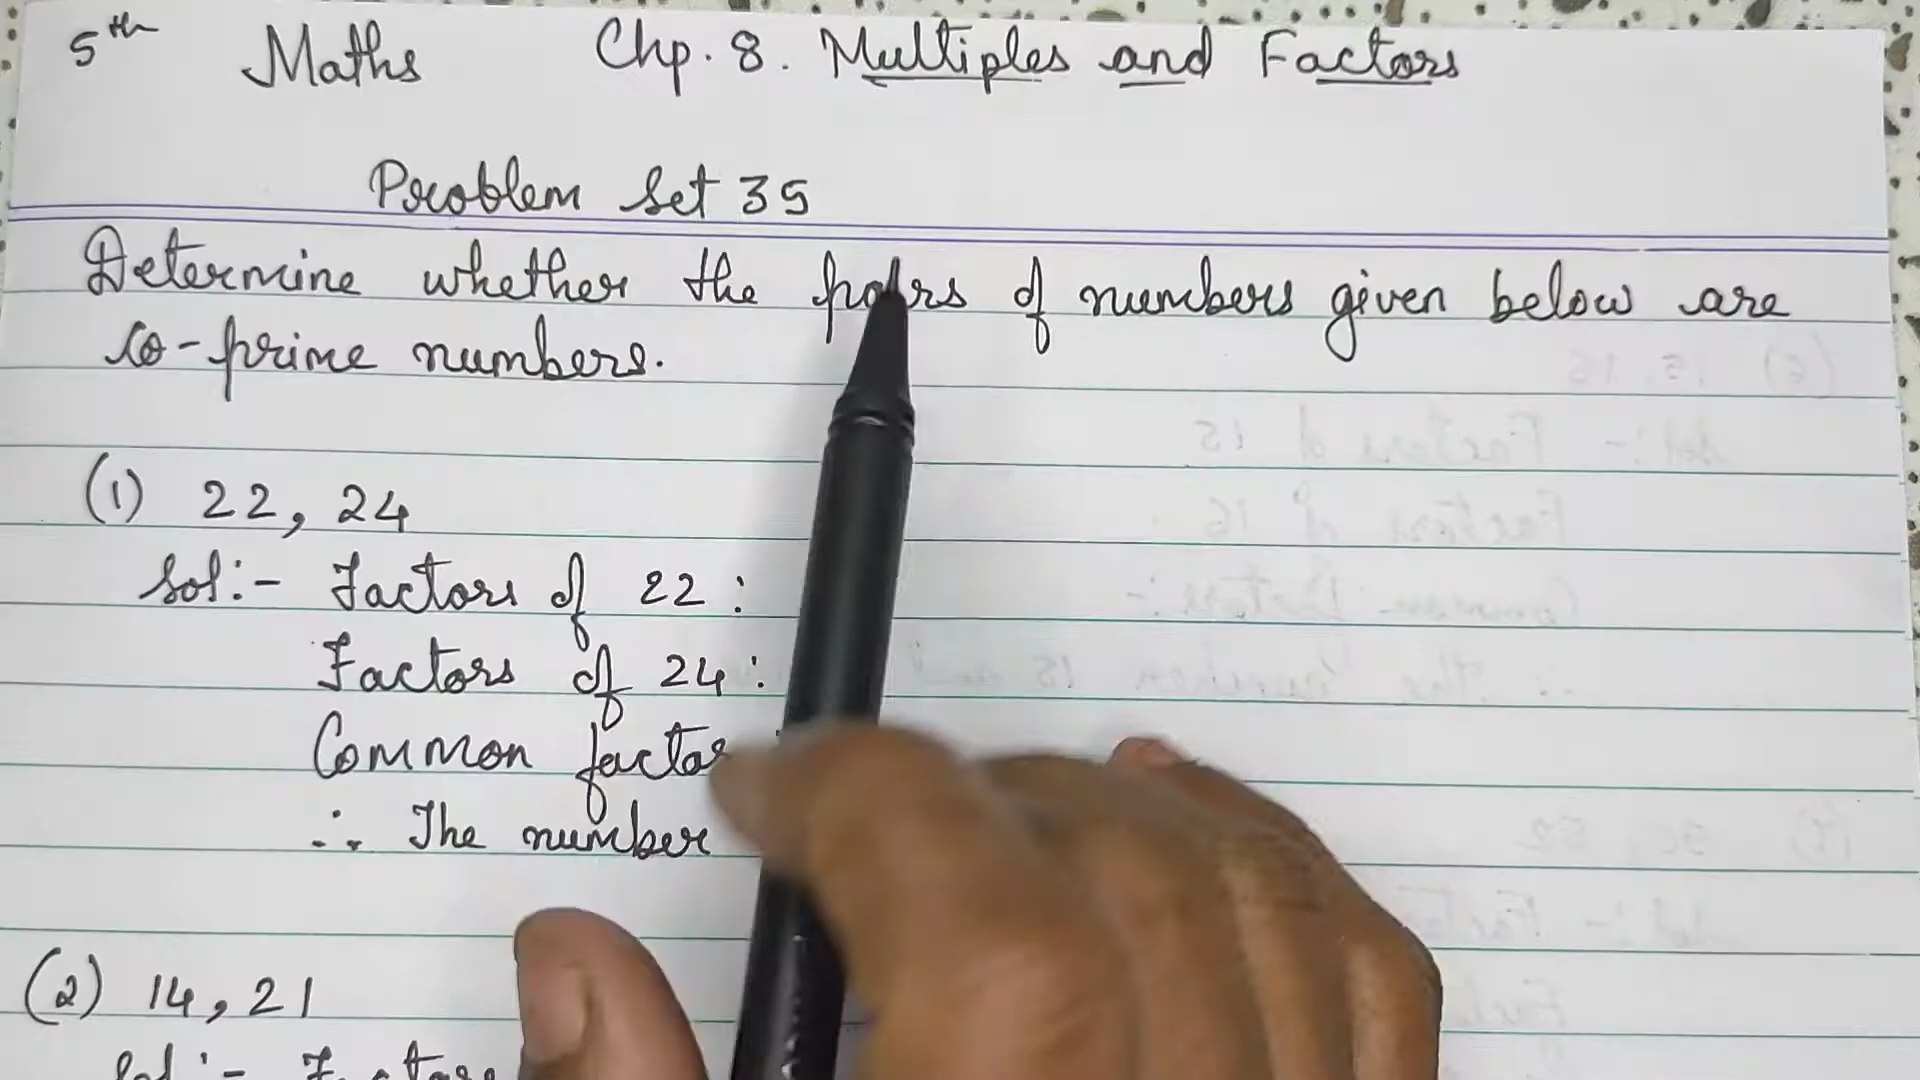 5th Maths Chp. 8. Multiples and Factors
Problem Set 35
Determine whether the pairs of numbers given below are
co-prime numbers.
(1) 22, 24
Sol:- Factors of 22 :
Factors of 24 :
Common factor
∴ The number
(2) 14, 21
Sol:- Factors